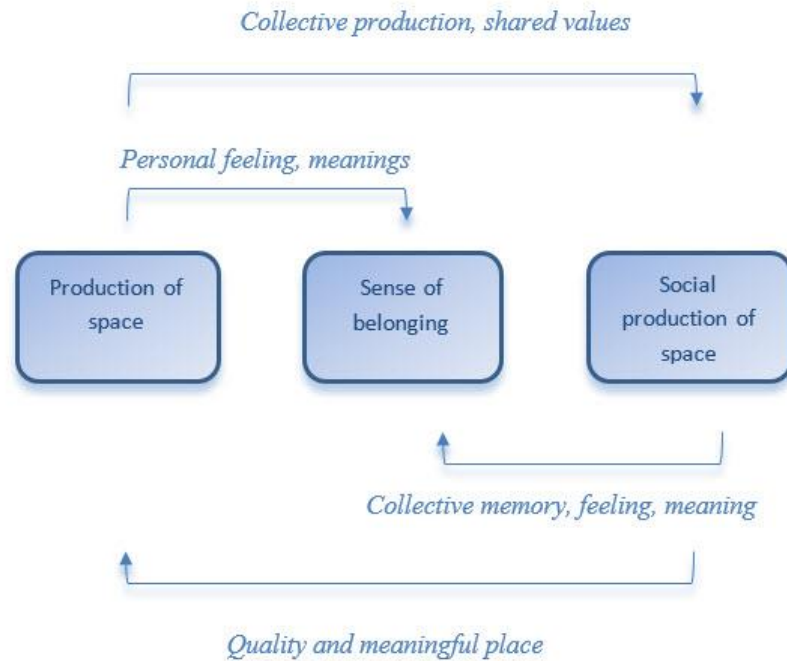 Collective production, shared values
Personal feeling, meanings
Production of
space
Sense of
belonging
Social
production of
space
Collective memory, feeling, meaning
Quality and meaningful place